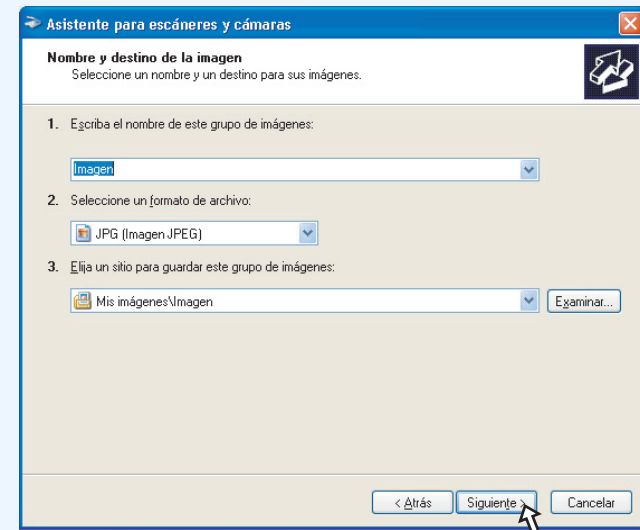 Asistente para escáneres y cámaras
Nombre y destino de la imagen
Seleccione un nombre y un destino para sus imágenes.
1. Escriba el nombre de este grupo de imágenes:
Imagen
2. Seleccione un formato de archivo:
JPG (Imagen JPEG)
3. Elija un sitio para guardar este grupo de imágenes:
Mis imágenes\Imagen Examinar...
< Atrás Siguiente > Cancelar